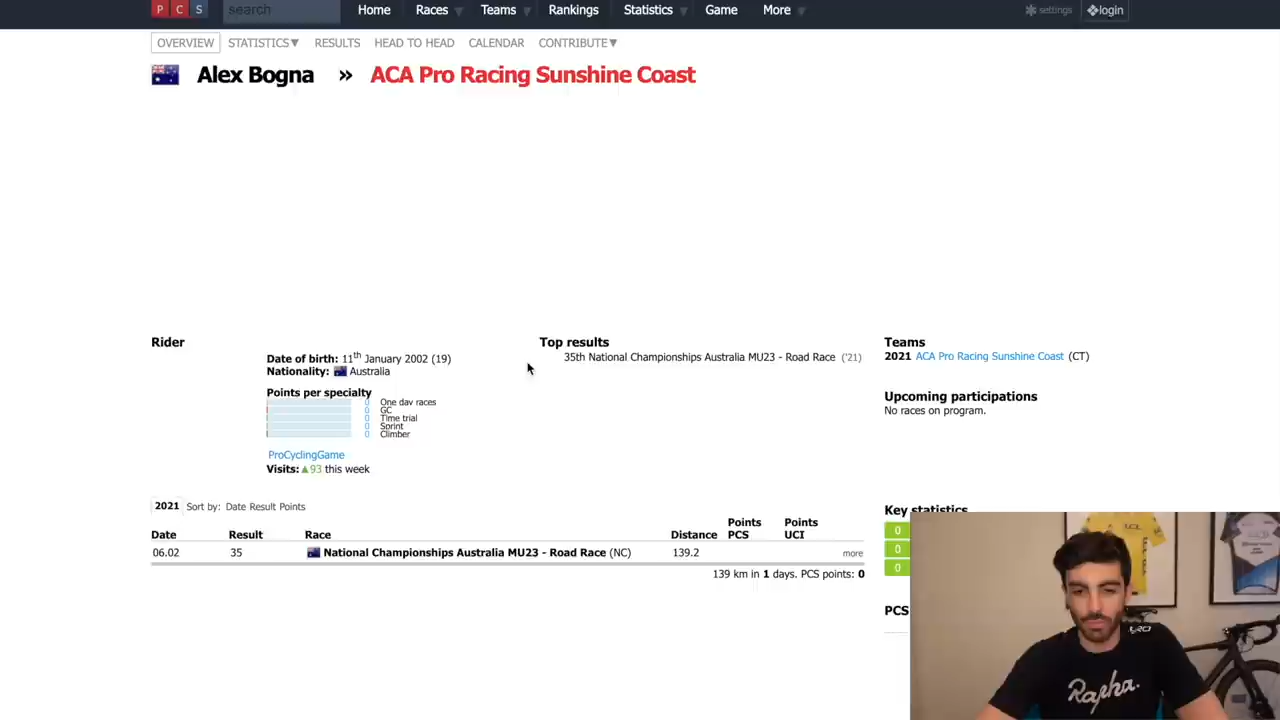 P C S search Home Races Teams Rankings Statistics Game More settings login
OVERVIEW STATISTICS▼ RESULTS HEAD TO HEAD CALENDAR CONTRIBUTE▼
Alex Bogna » ACA Pro Racing Sunshine Coast
Rider
Date of birth: 11th January 2002 (19)
Nationality: Australia
Points per specialty
0 One day races
0 GC
0 Time trial
0 Sprint
0 Climber
ProCyclingGame
Visits: ▲93 this week
Top results
35th National Championships Australia MU23 - Road Race ('21)
Teams
2021 ACA Pro Racing Sunshine Coast (CT)
Upcoming participations
No races on program.
2021 Sort by: Date Result Points
Date Result Race Distance Points PCS Points UCI
06.02 35 National Championships Australia MU23 - Road Race (NC) 139.2 more
139 km in 1 days. PCS points: 0
Key statistics
0
0
0
PCS
Rapha.